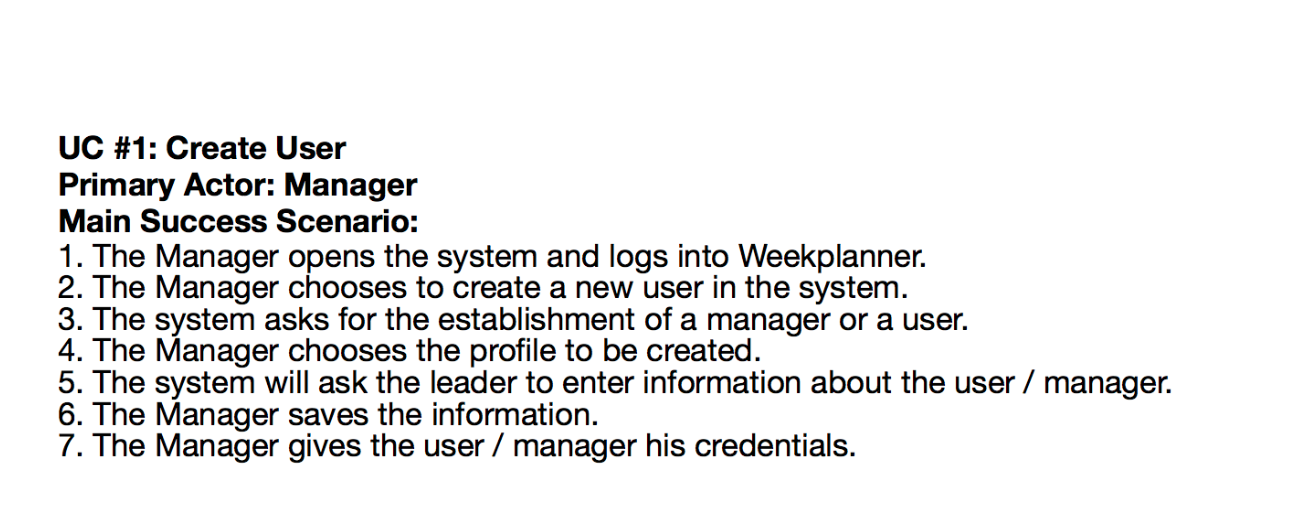 UC #1: Create User
Primary Actor: Manager
Main Success Scenario:
1. The Manager opens the system and logs into Weekplanner.
2. The Manager chooses to create a new user in the system.
3. The system asks for the establishment of a manager or a user.
4. The Manager chooses the profile to be created.
5. The system will ask the leader to enter information about the user / manager.
6. The Manager saves the information.
7. The Manager gives the user / manager his credentials.